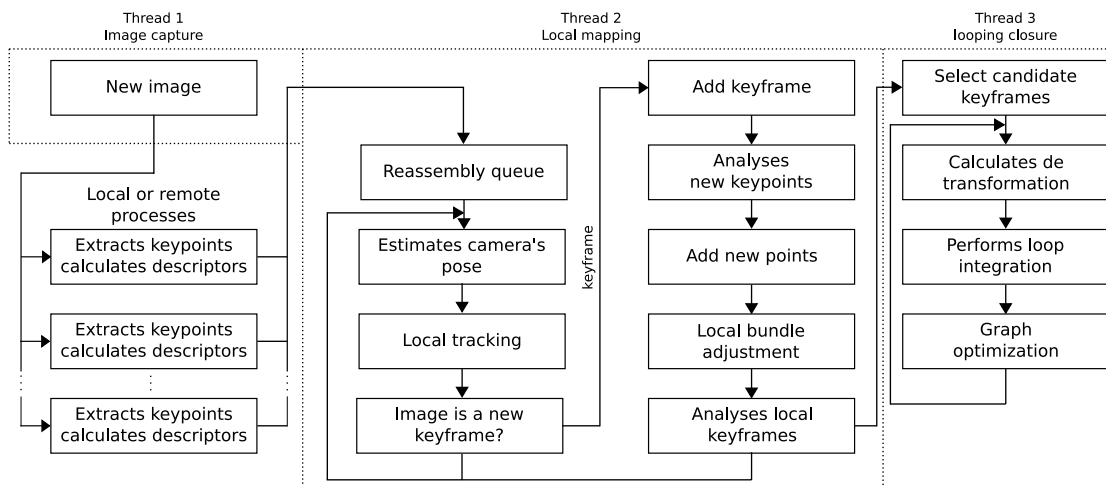 Thread 1
Image capture
Thread 2
Local mapping
Thread 3
looping closure
New image
Local or remote
processes
Extracts keypoints
calculates descriptors
Extracts keypoints
calculates descriptors
Extracts keypoints
calculates descriptors
Reassembly queue
Estimates camera's
pose
Local tracking
Image is a new
keyframe?
keyframe
Add keyframe
Analyses
new keypoints
Add new points
Local bundle
adjustment
Analyses local
keyframes
Select candidate
keyframes
Calculates de
transformation
Performs loop
integration
Graph
optimization